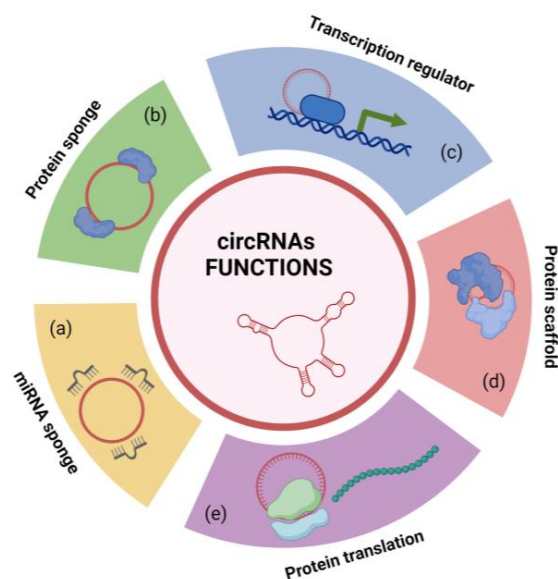 Transcription regulator
(c)
Protein sponge
(b)
circRNAs
FUNCTIONS
Protein scaffold
(d)
(a)
miRNA sponge
(e)
Protein translation